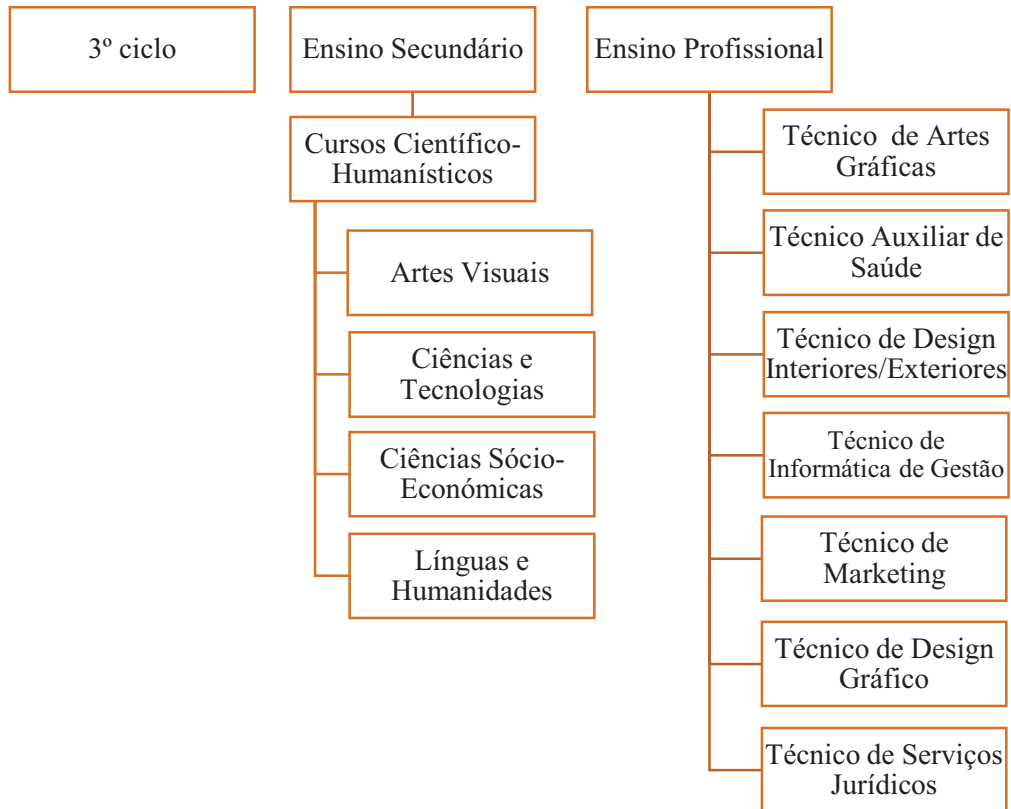 3º ciclo
Ensino Secundário
Cursos Científico-
Humanísticos
Artes Visuais
Ciências e
Tecnologias
Ciências Sócio-
Económicas
Línguas e
Humanidades
Ensino Profissional
Técnico de Artes
Gráficas
Técnico Auxiliar de
Saúde
Técnico de Design
Interiores/Exteriores
Técnico de
Informática de Gestão
Técnico de
Marketing
Técnico de Design
Gráfico
Técnico de Serviços
Jurídicos